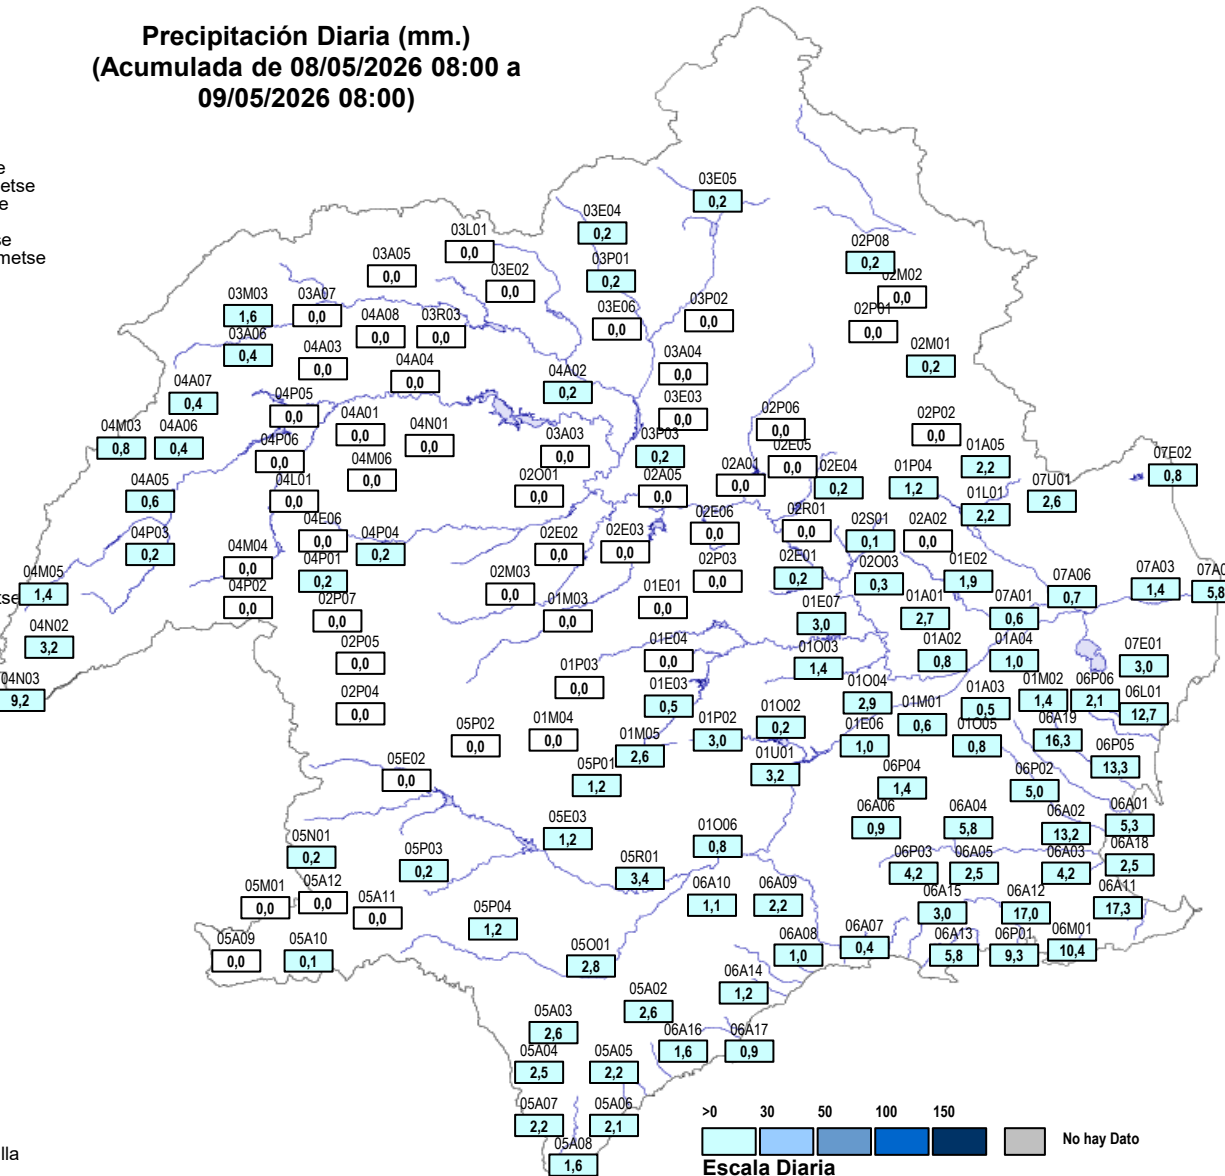 Precipitación Diaria (mm.)
(Acumulada de 08/05/2026 08:00 a
09/05/2026 08:00)
e
etse
e
se
metse
03E05
0,2
03E04
0,2
03L01
0,0
02P08
0,2
03A05
0,0
03E02
0,0
03P01
0,2
02M02
0,0
03M03
1,6
03A07
0,0
04A08
0,0
03R03
0,0
03E06
0,0
03P02
0,0
02P01
0,0
03A06
0,4
04A03
0,0
04A04
0,0
03A04
0,0
02M01
0,2
04A07
0,4
04A02
0,2
04P05
0,0
03E03
0,0
04M03
0,8
04A06
0,4
04A01
0,0
04N01
0,0
02P06
0,0
02P02
0,0
04P06
0,0
03A03
0,0
03P03
0,2
02E05
0,0
01A05
2,2
07E02
0,8
04M06
0,0
02A01
0,0
02E04
0,2
01P04
1,2
04A05
0,6
04L01
0,0
02O01
0,0
02A05
0,0
01L01
2,2
07U01
2,6
04E06
0,0
04P04
0,2
02E06
0,0
02R01
0,0
02S01
0,1
02A02
0,0
04P03
0,2
02E02
0,0
02E03
0,0
04M04
0,0
04P01
0,2
02P03
0,0
02E01
0,2
02O03
0,3
01E02
1,9
04M05
1,4
tse
04P02
0,0
02M03
0,0
07A06
0,7
07A03
1,4
07A0
5,8
02P07
0,0
01M03
0,0
01E01
0,0
01E07
3,0
01A01
2,7
07A01
0,6
04N02
3,2
02P05
0,0
01E04
0,0
01O03
1,4
01A02
0,8
01A04
1,0
07E01
3,0
04N03
9,2
02P04
0,0
01P03
0,0
01E03
0,5
01O04
2,9
01M01
0,6
01A03
0,5
01M02
1,4
06P06
2,1
06L01
12,7
05P02
0,0
01M04
0,0
01M05
2,6
01P02
3,0
01O02
0,2
01E06
1,0
01O05
0,8
06A19
16,3
05E02
0,0
05P01
1,2
01U01
3,2
06P04
1,4
06P02
5,0
06P05
13,3
05E03
1,2
01O06
0,8
06A06
0,9
06A04
5,8
06A02
13,2
06A01
5,3
05N01
0,2
05P03
0,2
05R01
3,4
06P03
4,2
06A05
2,5
06A03
4,2
06A18
2,5
05M01
0,0
05A12
0,0
05A11
0,0
06A10
1,1
06A09
2,2
06A15
3,0
06A12
17,0
06A11
17,3
05P04
1,2
05A09
0,0
05A10
0,1
05O01
2,8
06A08
1,0
06A07
0,4
06A13
5,8
06P01
9,3
06M01
10,4
06A14
1,2
05A02
2,6
05A03
2,6
06A16
1,6
06A17
0,9
05A04
2,5
05A05
2,2
05A07
2,2
05A06
2,1
05A08
1,6
lla
>0 30 50 100 150
No hay Dato
Escala Diaria